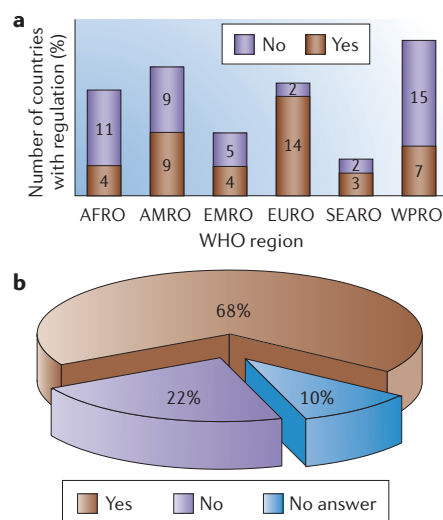 a
No Yes
Number of countries
with regulation (%)
11 9 5 2 2 15
4 9 4 14 3 7
AFRO AMRO EMRO EURO SEARO WPRO
WHO region
b
68%
22% 10%
Yes No No answer